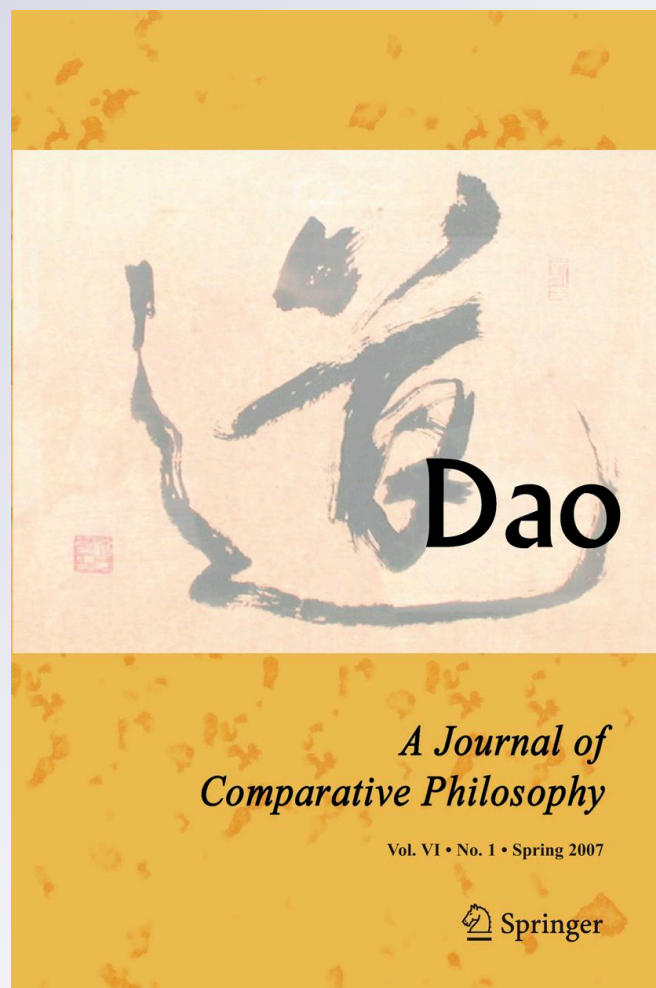 道
Dao
A Journal of
Comparative Philosophy
Vol. VI • No. 1 • Spring 2007
Springer